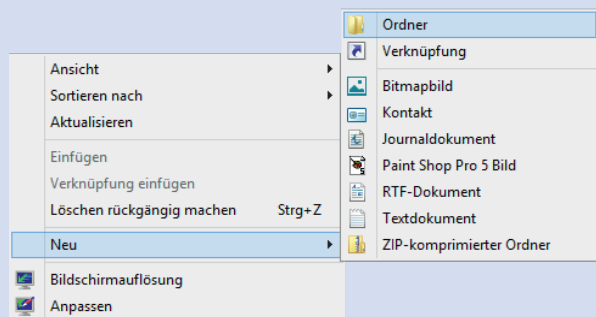 Ansicht
Sortieren nach
Aktualisieren
Einfügen
Verknüpfung einfügen
Löschen rückgängig machen Strg+Z
Neu
Bildschirmauflösung
Anpassen
Ordner
Verknüpfung
Bitmapbild
Kontakt
Journaldokument
Paint Shop Pro 5 Bild
RTF-Dokument
Textdokument
ZIP-komprimierter Ordner